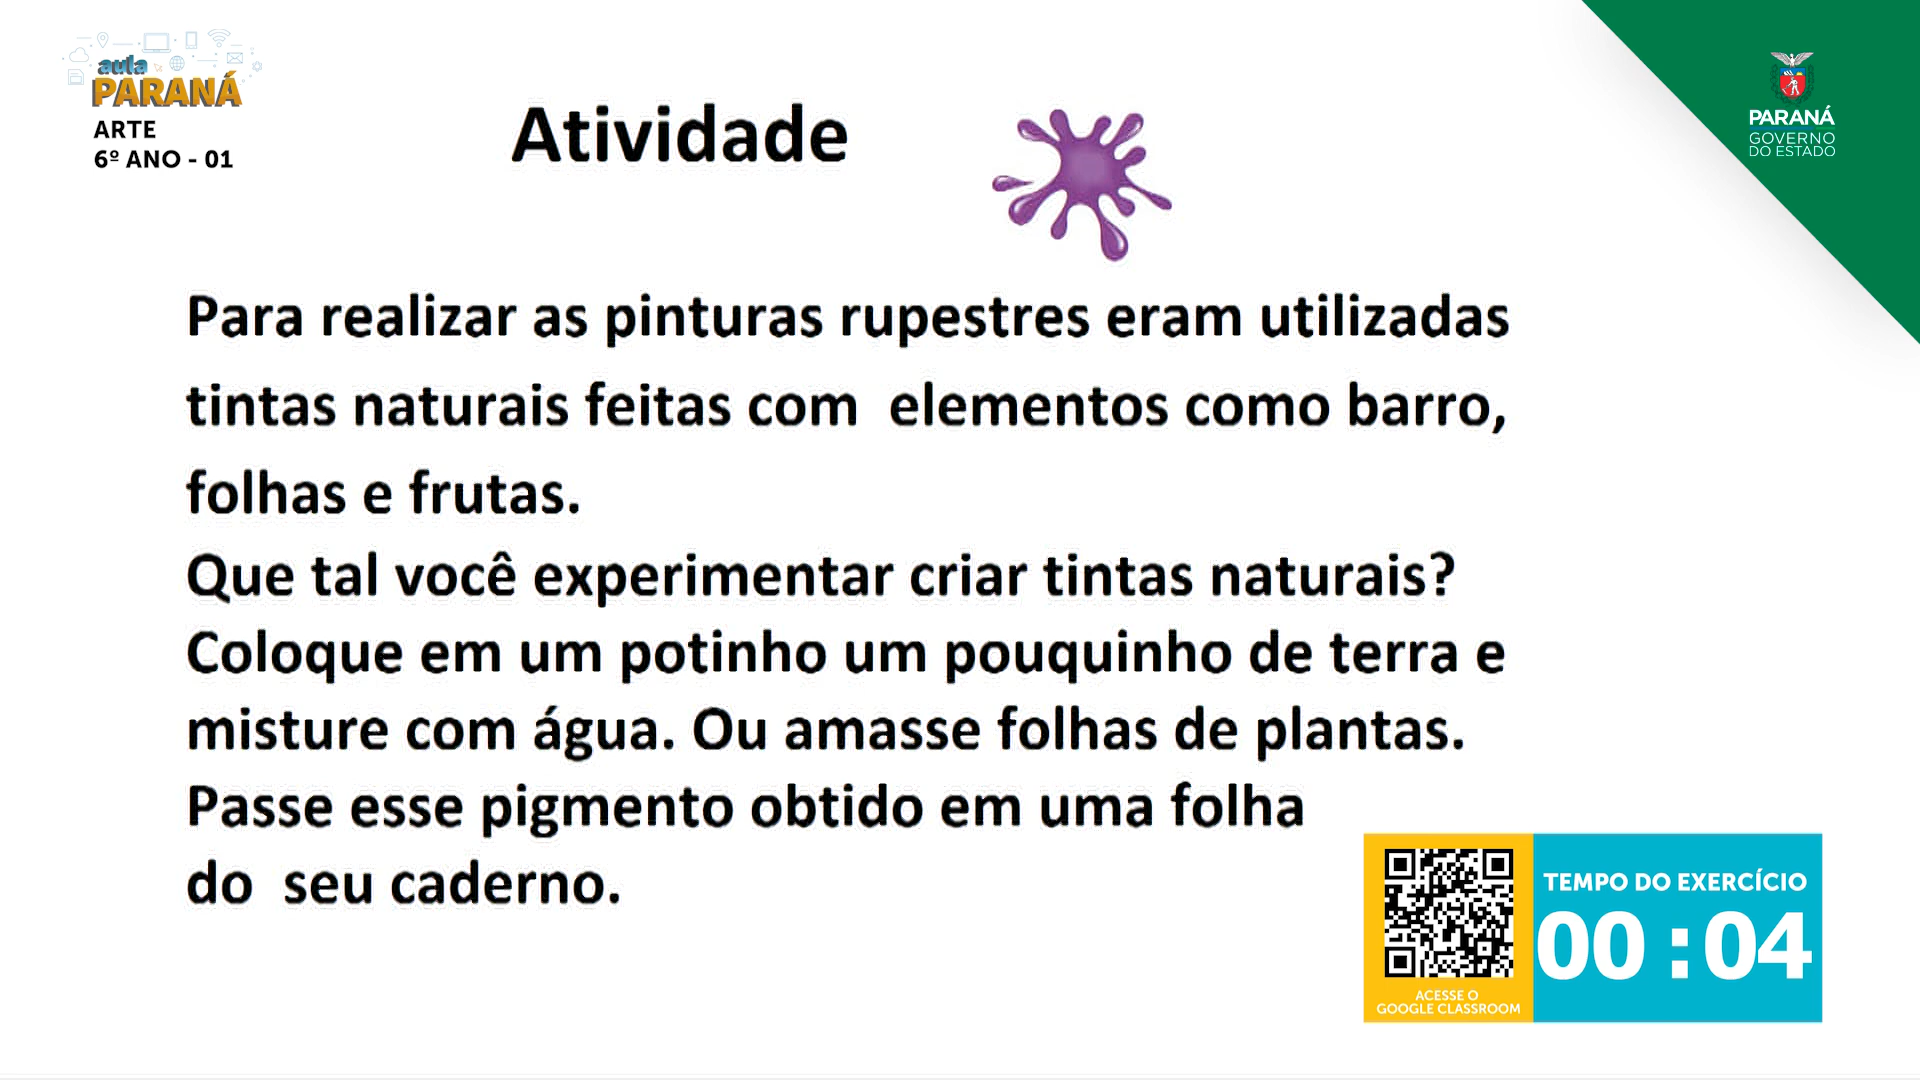 aula
PARANÁ
ARTE
6º ANO - 01
Atividade
PARANÁ
GOVERNO
DO ESTADO
Para realizar as pinturas rupestres eram utilizadas
tintas naturais feitas com elementos como barro,
folhas e frutas.
Que tal você experimentar criar tintas naturais?
Coloque em um potinho um pouquinho de terra e
misture com água. Ou amasse folhas de plantas.
Passe esse pigmento obtido em uma folha
do seu caderno.
ACESSE O
GOOGLE CLASSROOM
TEMPO DO EXERCÍCIO
00 : 04